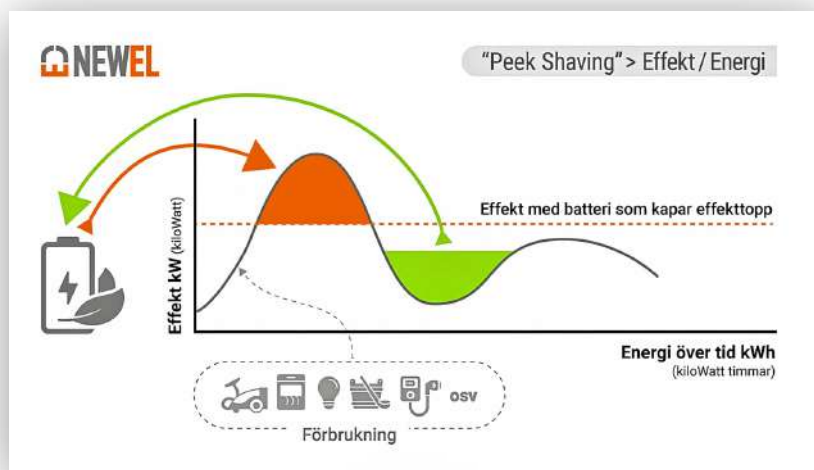 NEWEL
"Peek Shaving" > Effekt / Energi
Effekt med batteri som kapar effekttopp
Effekt kW (kiloWatt)
Energi över tid kWh
(kiloWatt timmar)
osv
Förbrukning